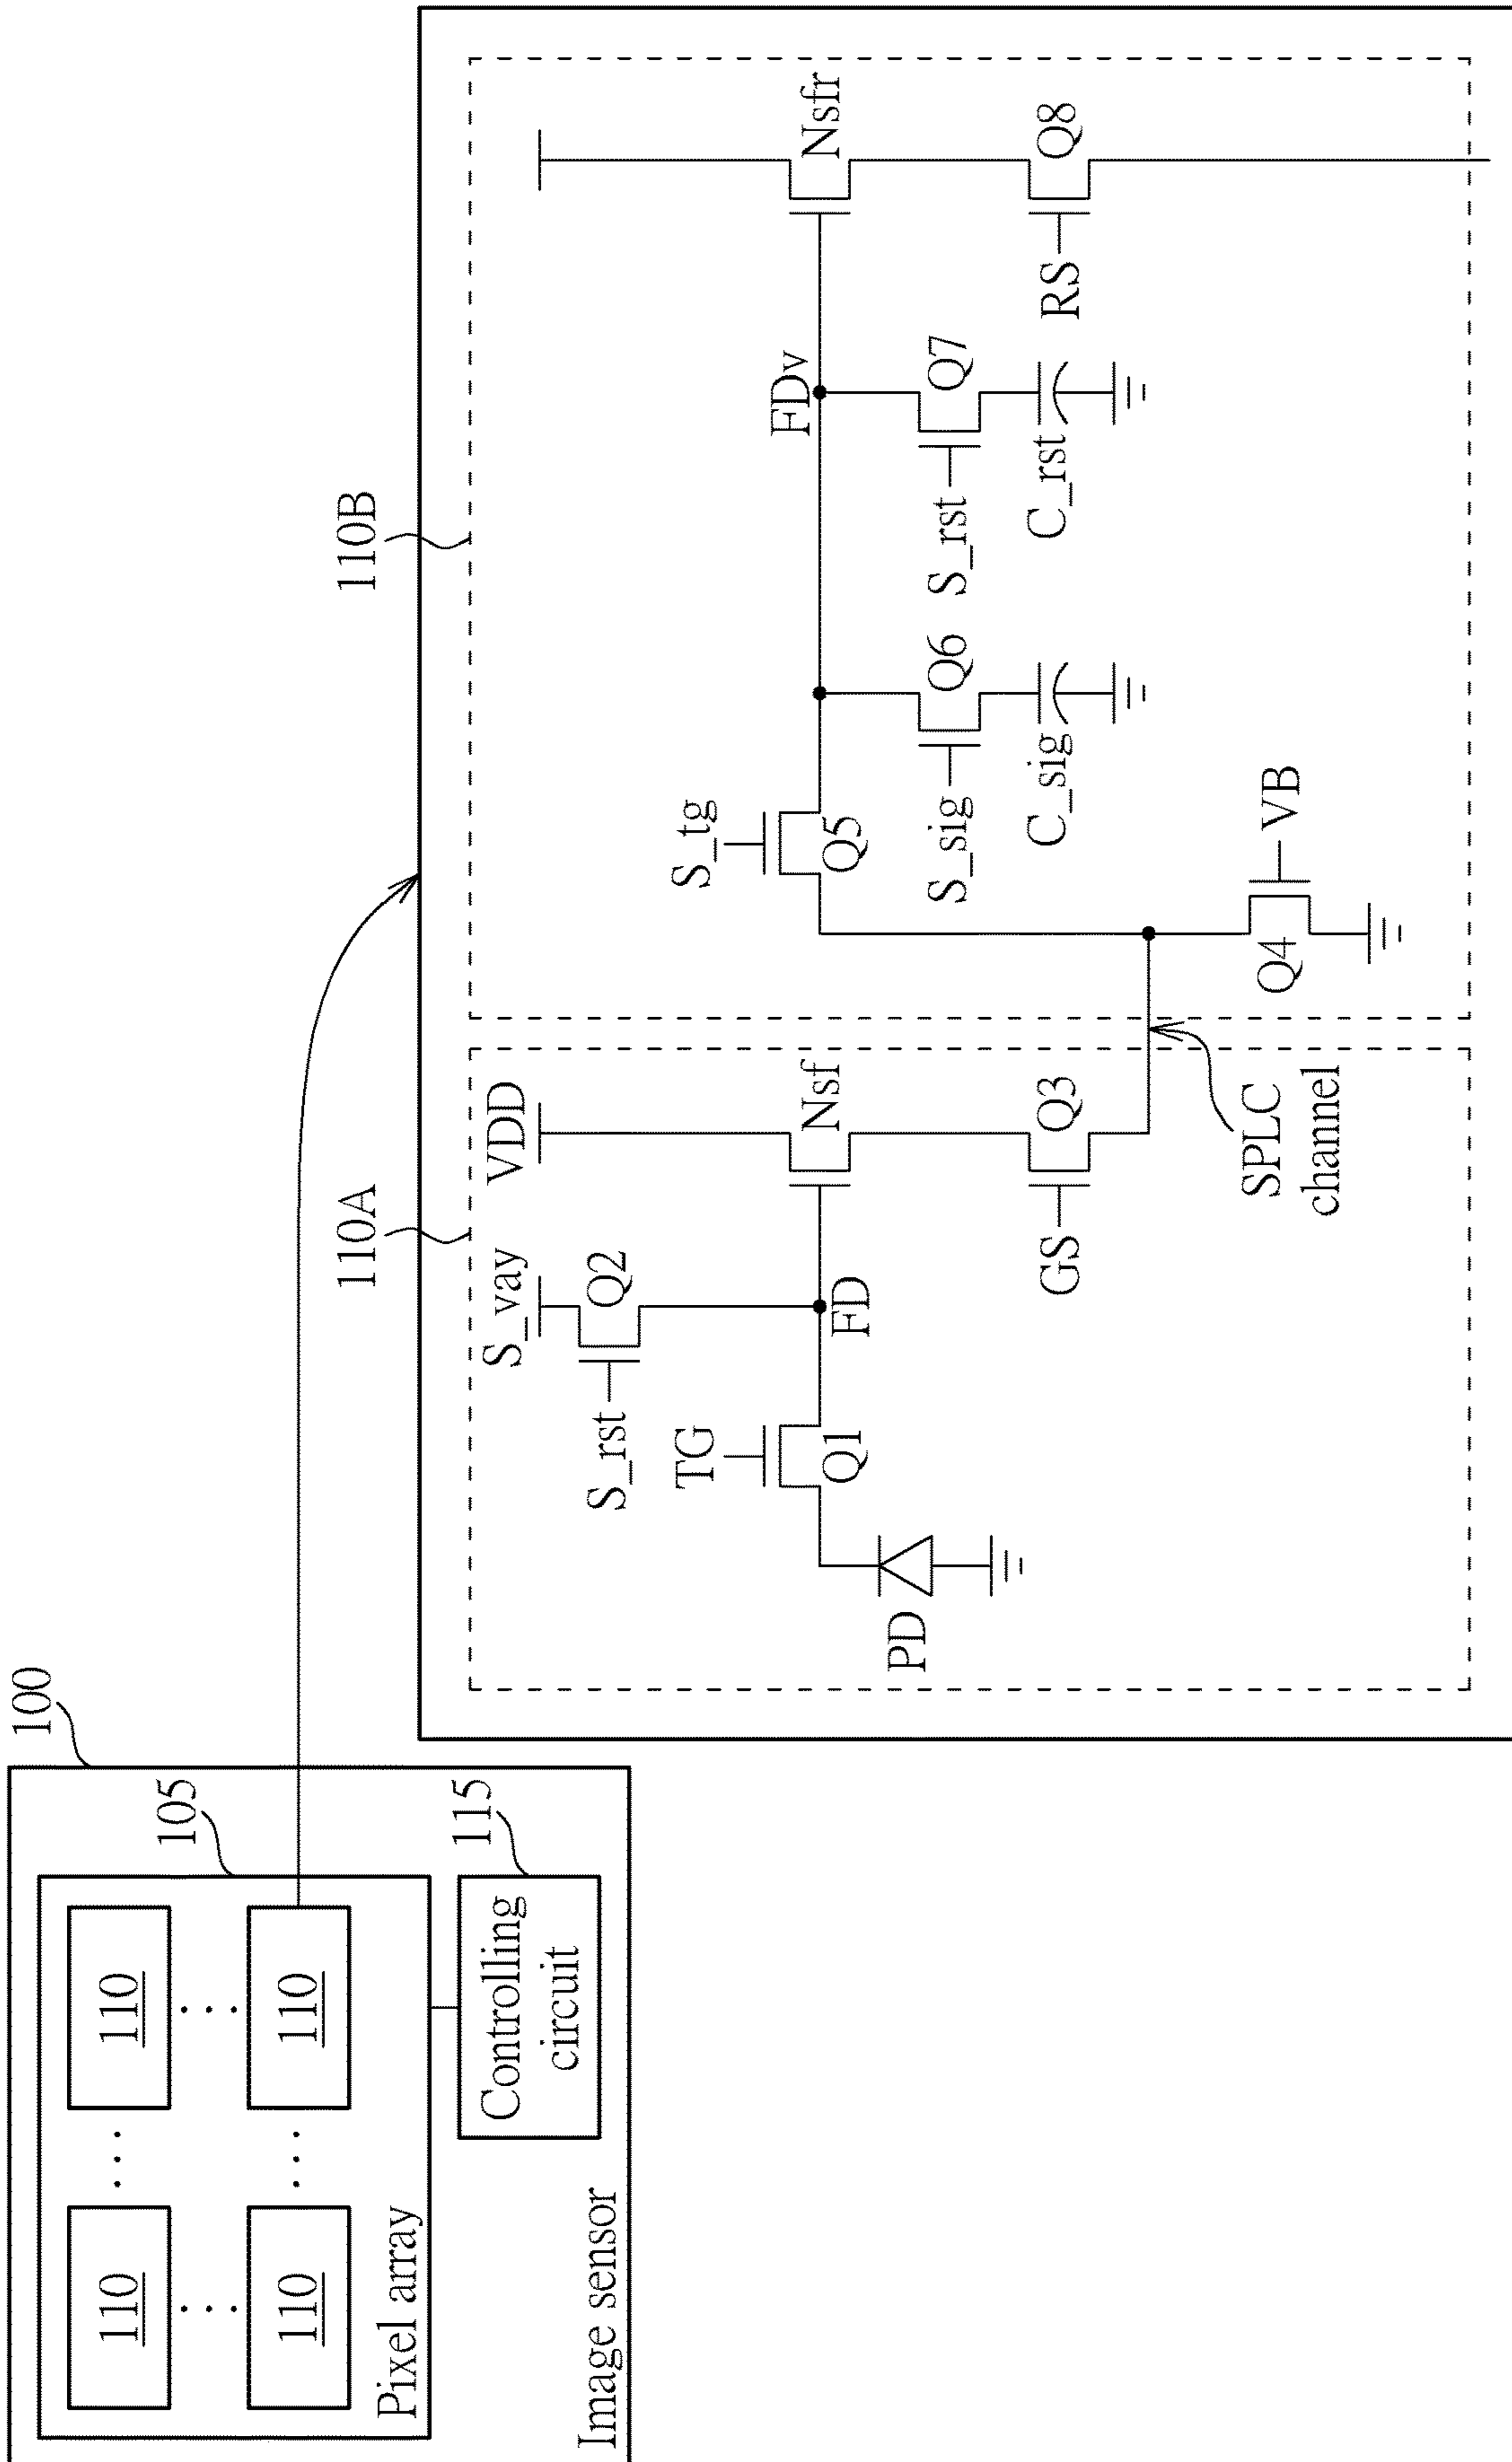 100
105
110
110
110
110
Pixel array
115
Controlling
circuit
Image sensor
110A
S_vay
VDD
S_rst
Q2
TG
Q1
FD
Nsf
PD
GS
Q3
SPLC
channel
110B
S_tg
Q5
FDv
Nsfr
S_sig
Q6
C_sig
S_rst
Q7
C_rst
RS
Q8
Q4
VB